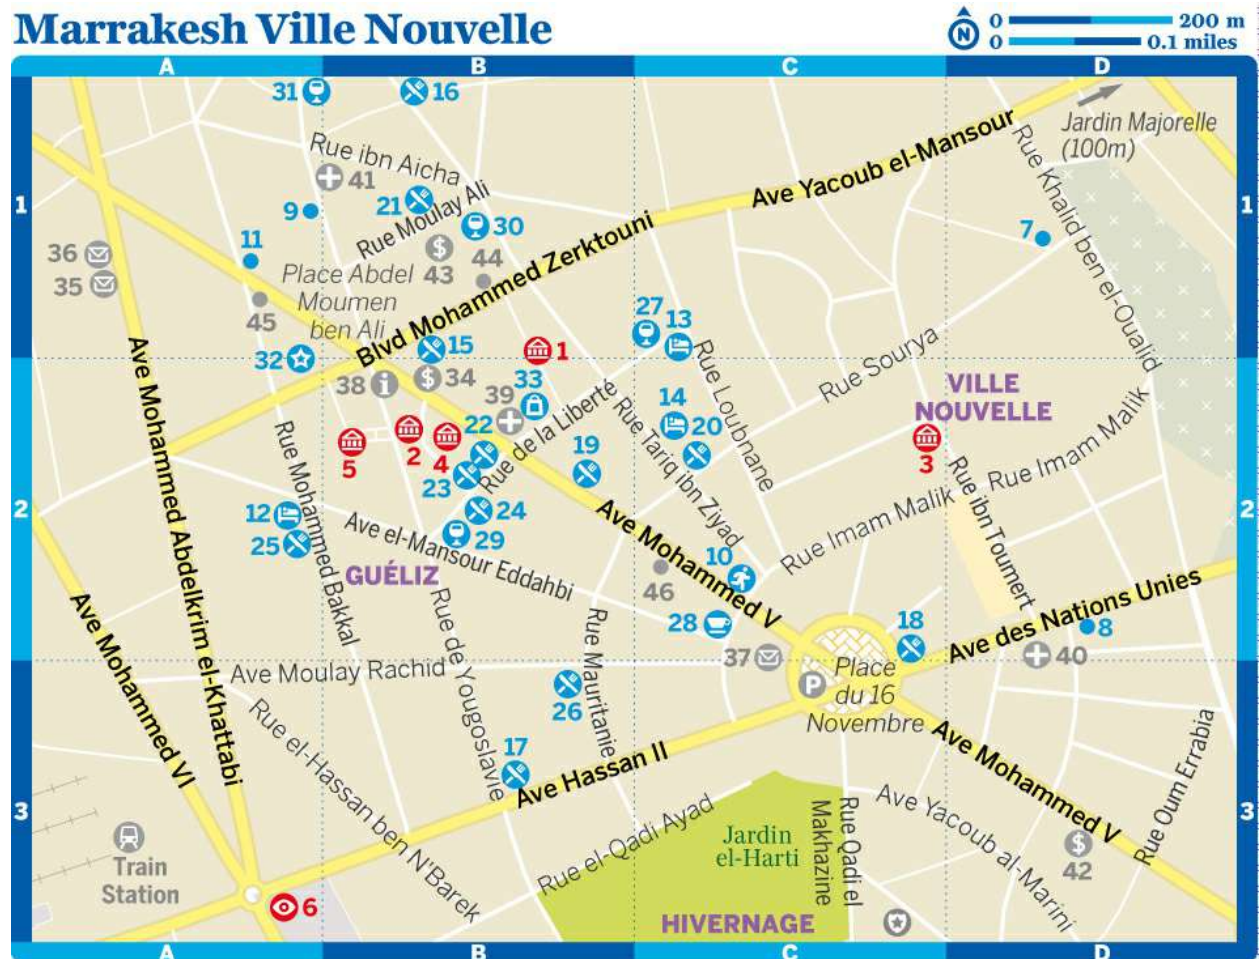 Marrakesh Ville Nouvelle
N
0 200 m
0 0.1 miles
A B C D
31
16
Jardin Majorelle
(100m)
Ave Yacoub el-Mansour
Rue Khalid ben el-Oualid
Rue ibn Aicha
41
1
1
9
21
Rue Moulay Ali
30
7
11
36
35
45
Place Abdel
Moumen
ben Ali
43
44
Blvd Mohammed Zerktouni
27
13
32
15
1
38
34
33
39
14
20
Rue Loubnane
Rue Sourya
VILLE
NOUVELLE
Ave Mohammed Abdelkrim el-Khattabi
Rue Mohammed Bakkal
5
2
4
22
23
Rue de la Liberté
19
Rue Tariq ibn Ziyad
3
Rue Imam Malik
Rue Imam Malik
Rue ibn Toumert
2
2
12
25
24
29
Ave el-Mansour Eddahbi
GUÉLIZ
Ave Mohammed V
10
46
28
37
18
Ave des Nations Unies
8
40
Ave Mohammed VI
Ave Moulay Rachid
Rue de Yougoslavie
Rue Mauritanie
26
17
P
Place
du 16
Novembre
Ave Hassan II
Rue el-Hassan ben N'Barek
Ave Mohammed V
Rue Oum Errabia
3
3
Train
Station
6
Rue el-Qadi Ayad
Jardin
el-Harti
Rue Qadi el
Makhazine
Ave Yacoub al-Marini
42
HIVERNAGE
A B C D